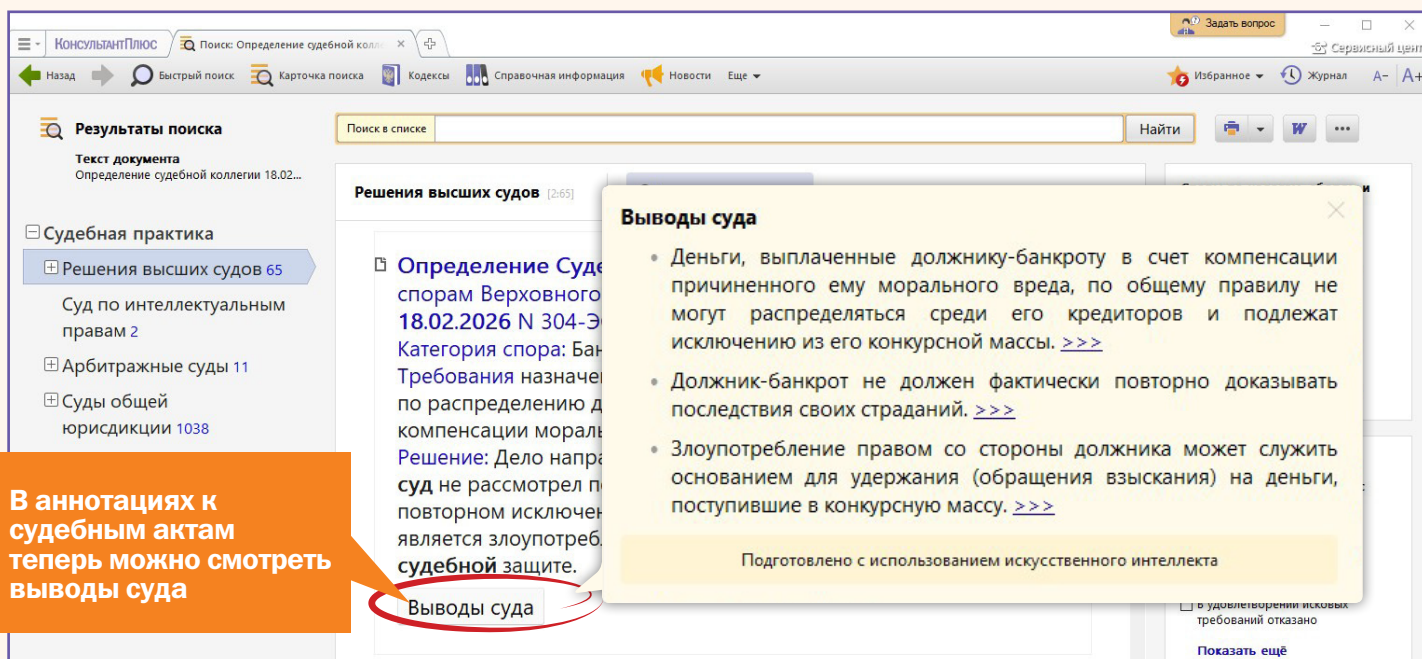 Задать вопрос
КонсультантПлюс
Поиск: Определение судебной колл
Сервисный цент
Назад
Быстрый поиск
Карточка поиска
Кодексы
Справочная информация
Новости
Еще
Избранное
Журнал
А- А+
Результаты поиска
Текст документа
Определение судебной коллегии 18.02...
Поиск в списке
Найти
W
Судебная практика
Решения высших судов 65
Суд по интеллектуальным
правам 2
Арбитражные суды 11
Суды общей
юрисдикции 1038
Решения высших судов [2:65]
Определение Суде
спорам Верховного
18.02.2026 N 304-Э
Категория спора: Бан
Требования назначе
по распределению д
компенсации мораль
Решение: Дело напра
суд не рассмотрел п
повторном исключен
является злоупотреб
судебной защите.
Выводы суда
Выводы суда
• Деньги, выплаченные должнику-банкроту в счет компенсации
причиненного ему морального вреда, по общему правилу не
могут распределяться среди его кредиторов и подлежат
исключению из его конкурсной массы. >>>
• Должник-банкрот не должен фактически повторно доказывать
последствия своих страданий. >>>
• Злоупотребление правом со стороны должника может служить
основанием для удержания (обращения взыскания) на деньги,
поступившие в конкурсную массу. >>>
Подготовлено с использованием искусственного интеллекта
В аннотациях к
судебным актам
теперь можно смотреть
выводы суда
в удовлетворении исковых
требований отказано
Показать ещё